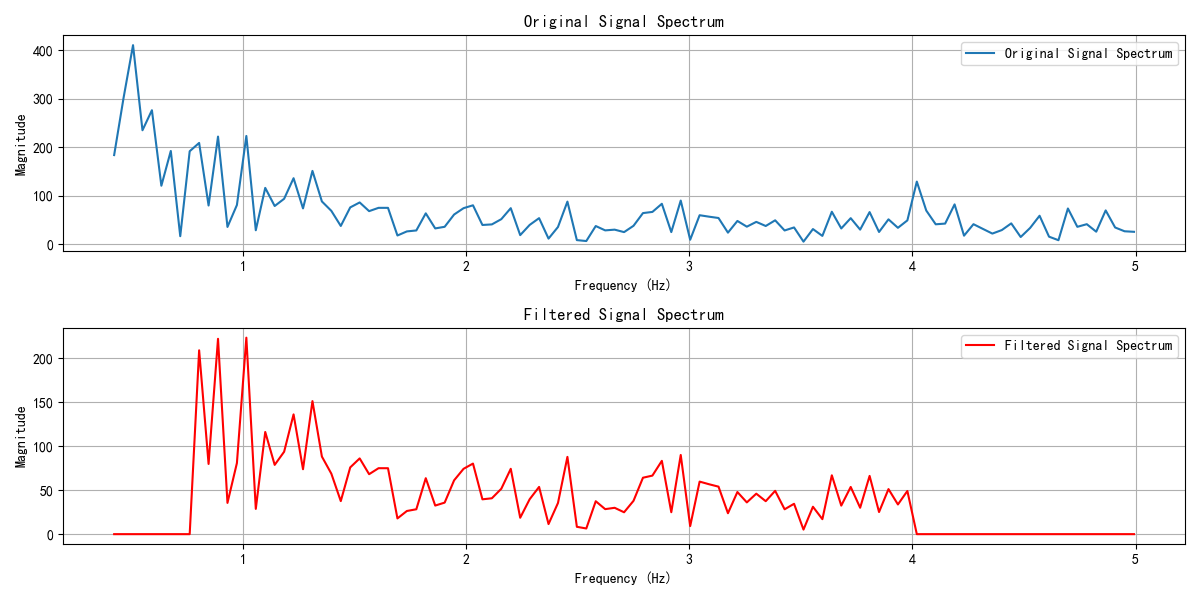 Original Signal Spectrum
Original Signal Spectrum
Magnitude
400
300
200
100
0
1 2 3 4 5
Frequency (Hz)
Filtered Signal Spectrum
Filtered Signal Spectrum
Magnitude
200
150
100
50
0
1 2 3 4 5
Frequency (Hz)